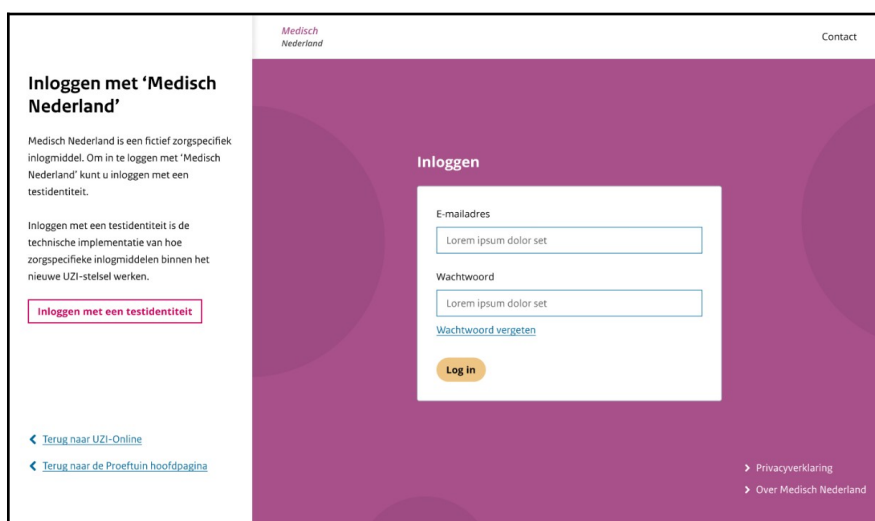 Medisch
Nederland
Contact
Inloggen met ‘Medisch
Nederland’
Medisch Nederland is een fictief zorgspecifiek
inlogmiddel. Om in te loggen met ‘Medisch
Nederland’ kunt u inloggen met een
testidentiteit.
Inloggen met een testidentiteit is de
technische implementatie van hoe
zorgspecifieke inlogmiddelen binnen het
nieuwe UZI-stelsel werken.
Inloggen met een testidentiteit
Terug naar UZI-Online
Terug naar de Proeftuin hoofdpagina
Inloggen
E-mailadres
Lorem ipsum dolor set
Wachtwoord
Lorem ipsum dolor set
Wachtwoord vergeten
Log in
Privacyverklaring
Over Medisch Nederland